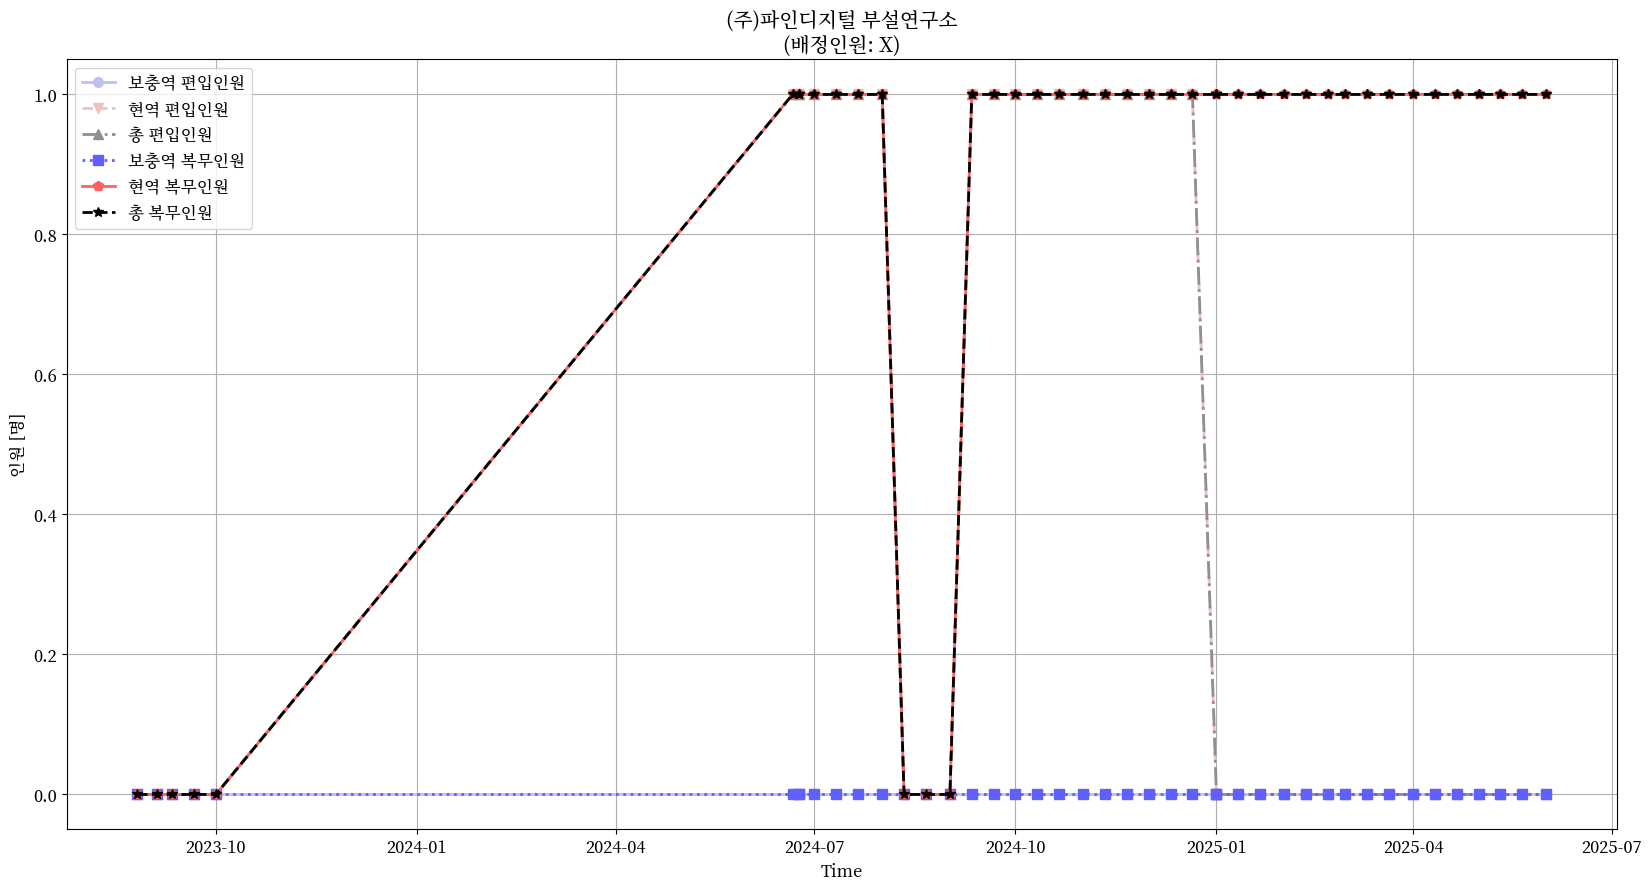 (주)파인디지털 부설연구소
(배정인원: X)
보충역 편입인원
현역 편입인원
총 편입인원
보충역 복무인원
현역 복무인원
총 복무인원
1.0
0.8
0.6
0.4
0.2
0.0
인원 [명]
2023-10
2024-01
2024-04
2024-07
2024-10
2025-01
2025-04
2025-07
Time